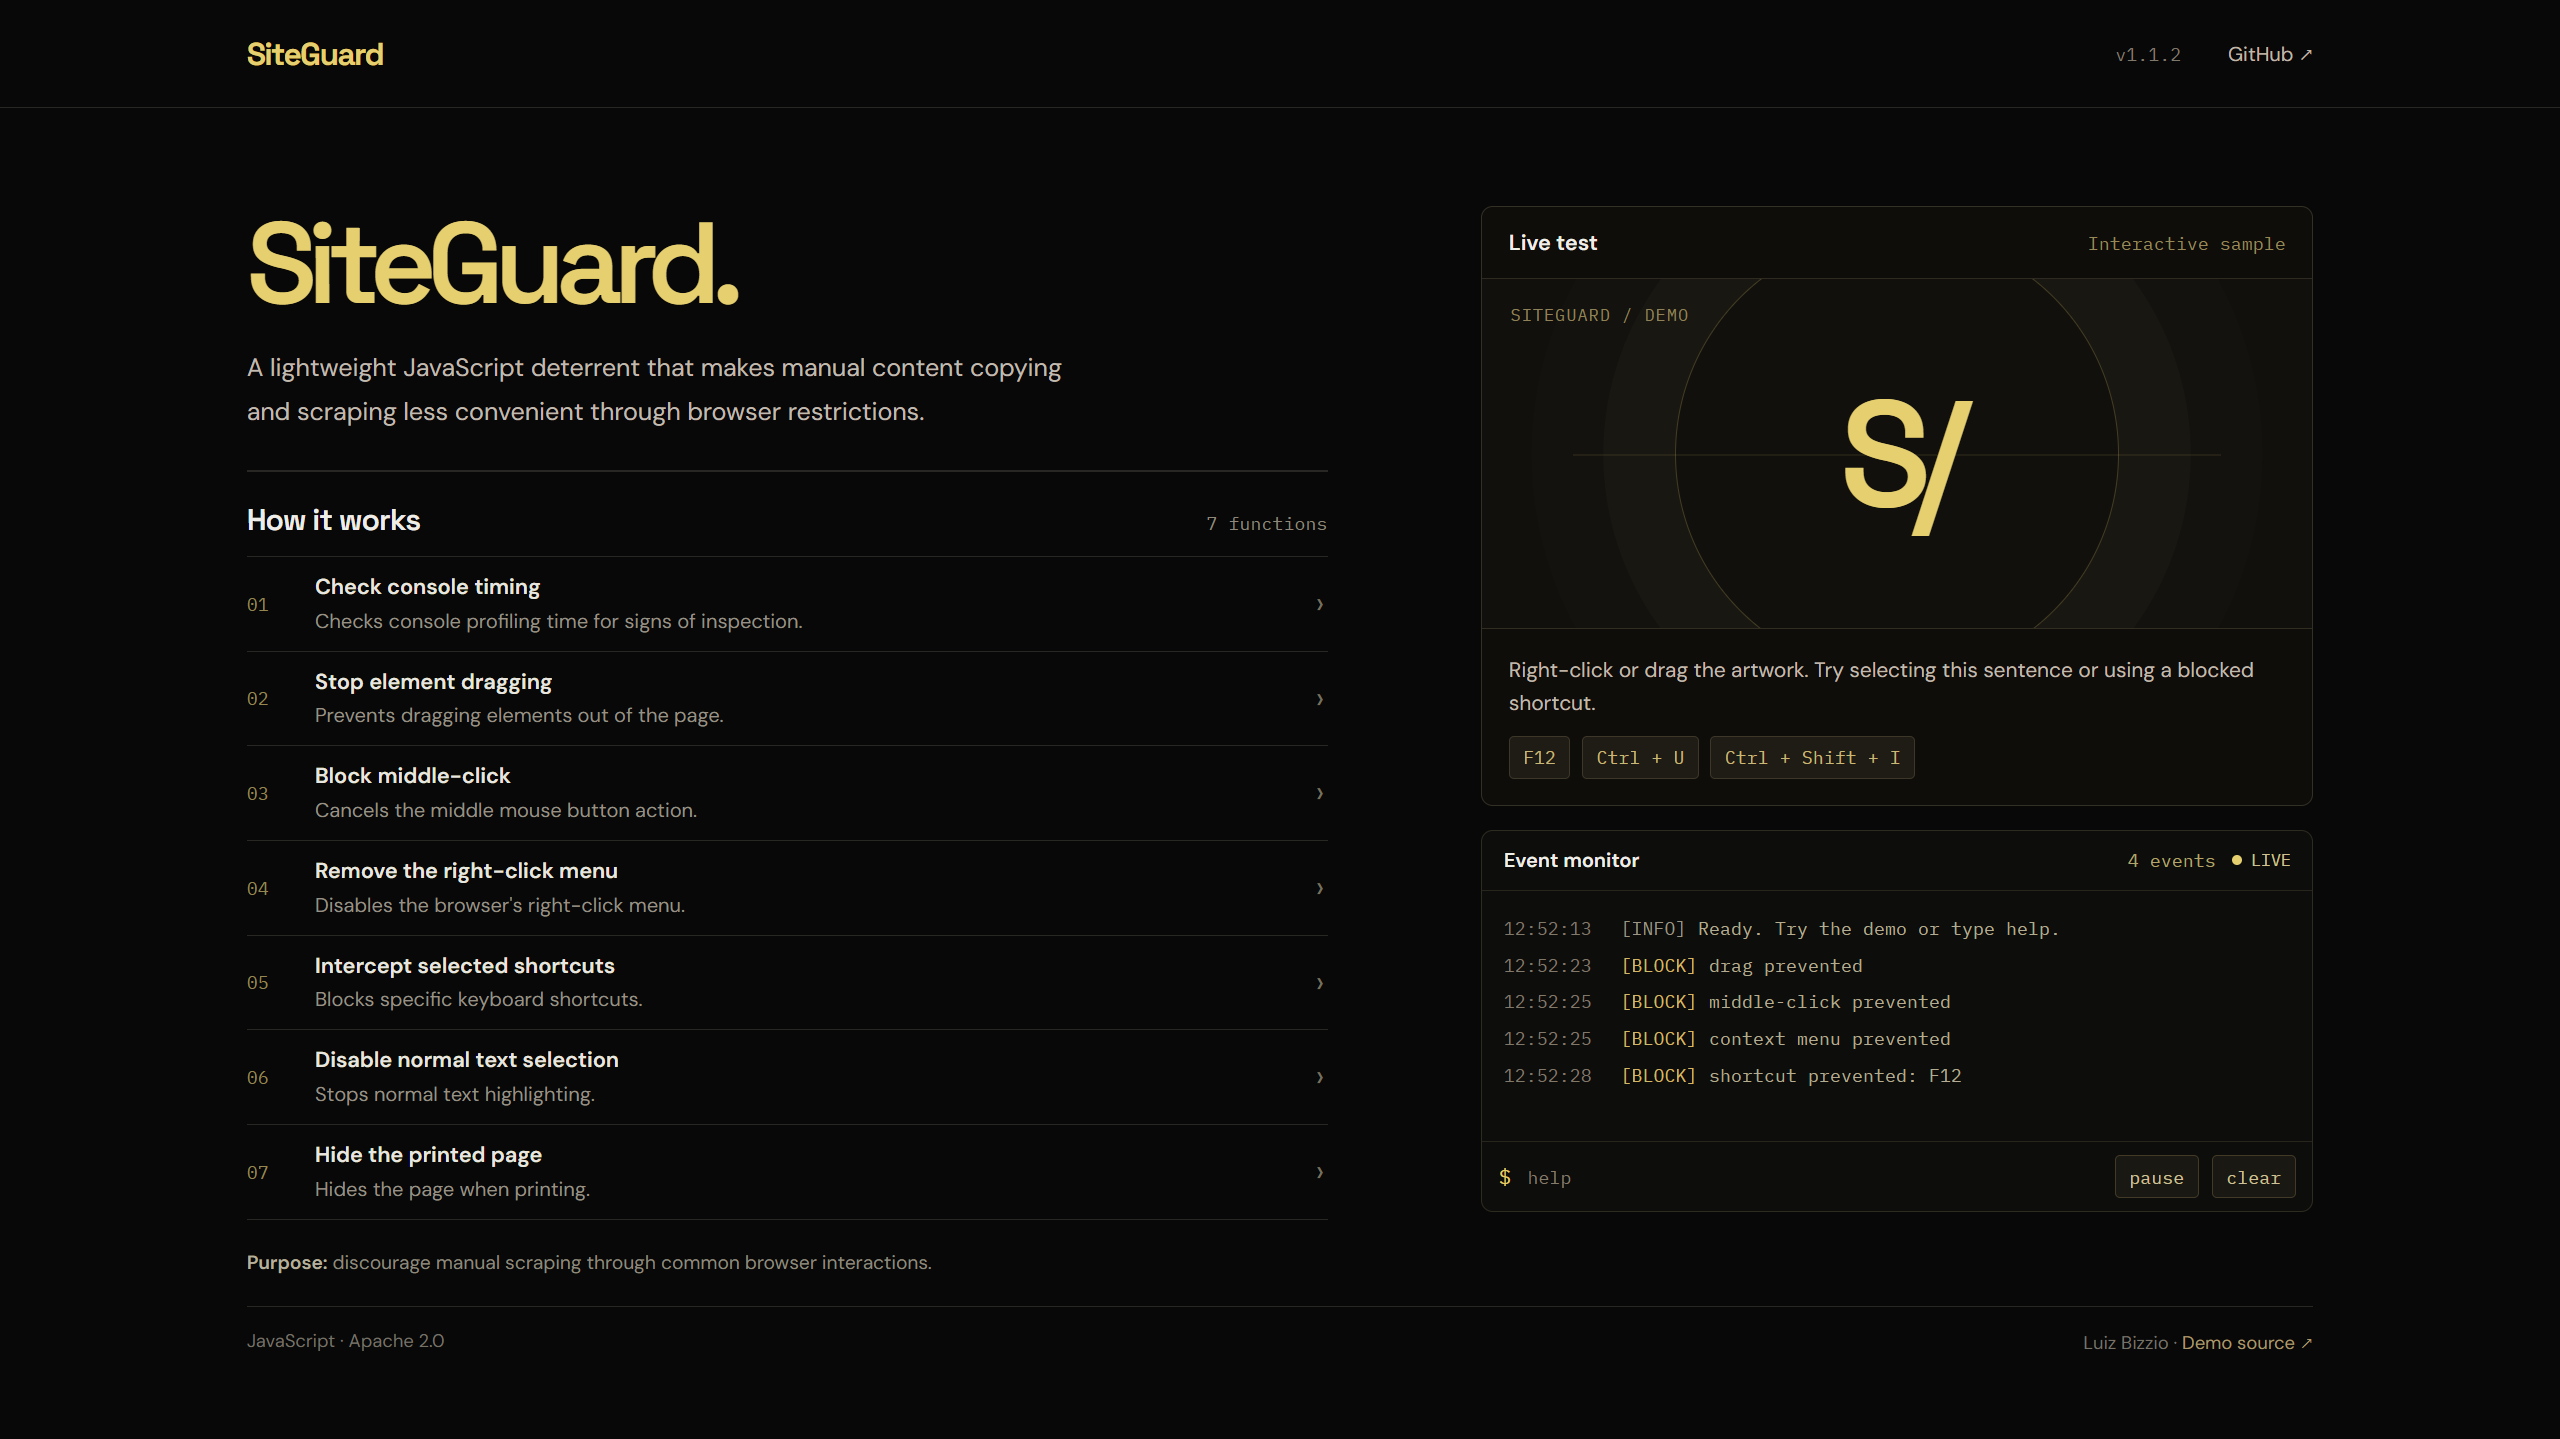 SiteGuard
v1.1.2
GitHub ↗
SiteGuard.
A lightweight JavaScript deterrent that makes manual content copying
and scraping less convenient through browser restrictions.
How it works
7 functions
01
Check console timing
Checks console profiling time for signs of inspection.
›
02
Stop element dragging
Prevents dragging elements out of the page.
›
03
Block middle-click
Cancels the middle mouse button action.
›
04
Remove the right-click menu
Disables the browser's right-click menu.
›
05
Intercept selected shortcuts
Blocks specific keyboard shortcuts.
›
06
Disable normal text selection
Stops normal text highlighting.
›
07
Hide the printed page
Hides the page when printing.
›
Purpose: discourage manual scraping through common browser interactions.
Live test
Interactive sample
SITEGUARD / DEMO
S/
Right-click or drag the artwork. Try selecting this sentence or using a blocked
shortcut.
F12
Ctrl + U
Ctrl + Shift + I
Event monitor
4 events
LIVE
12:52:13 [INFO] Ready. Try the demo or type help.
12:52:23 [BLOCK] drag prevented
12:52:25 [BLOCK] middle-click prevented
12:52:25 [BLOCK] context menu prevented
12:52:28 [BLOCK] shortcut prevented: F12
$ help
pause
clear
JavaScript · Apache 2.0
Luiz Bizzio · Demo source ↗